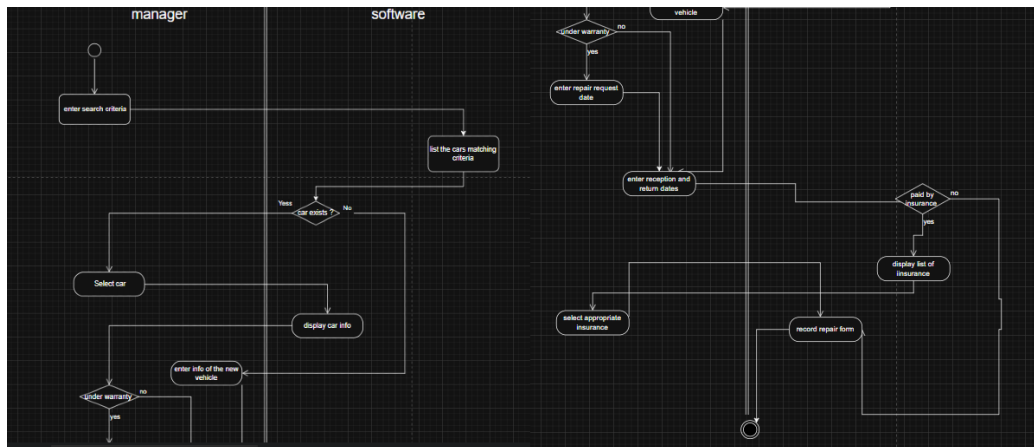 manager
software
enter search criteria
list the cars matching
criteria
Yess
car exists ?
No
Select car
display car info
enter info of the new
vehicle
under warranty
no
yes
vehicle
under warranty
no
yes
enter repair request
date
enter reception and
return dates
paid by
insurance
no
yes
display list of
insurance
select appropriate
insurance
record repair form